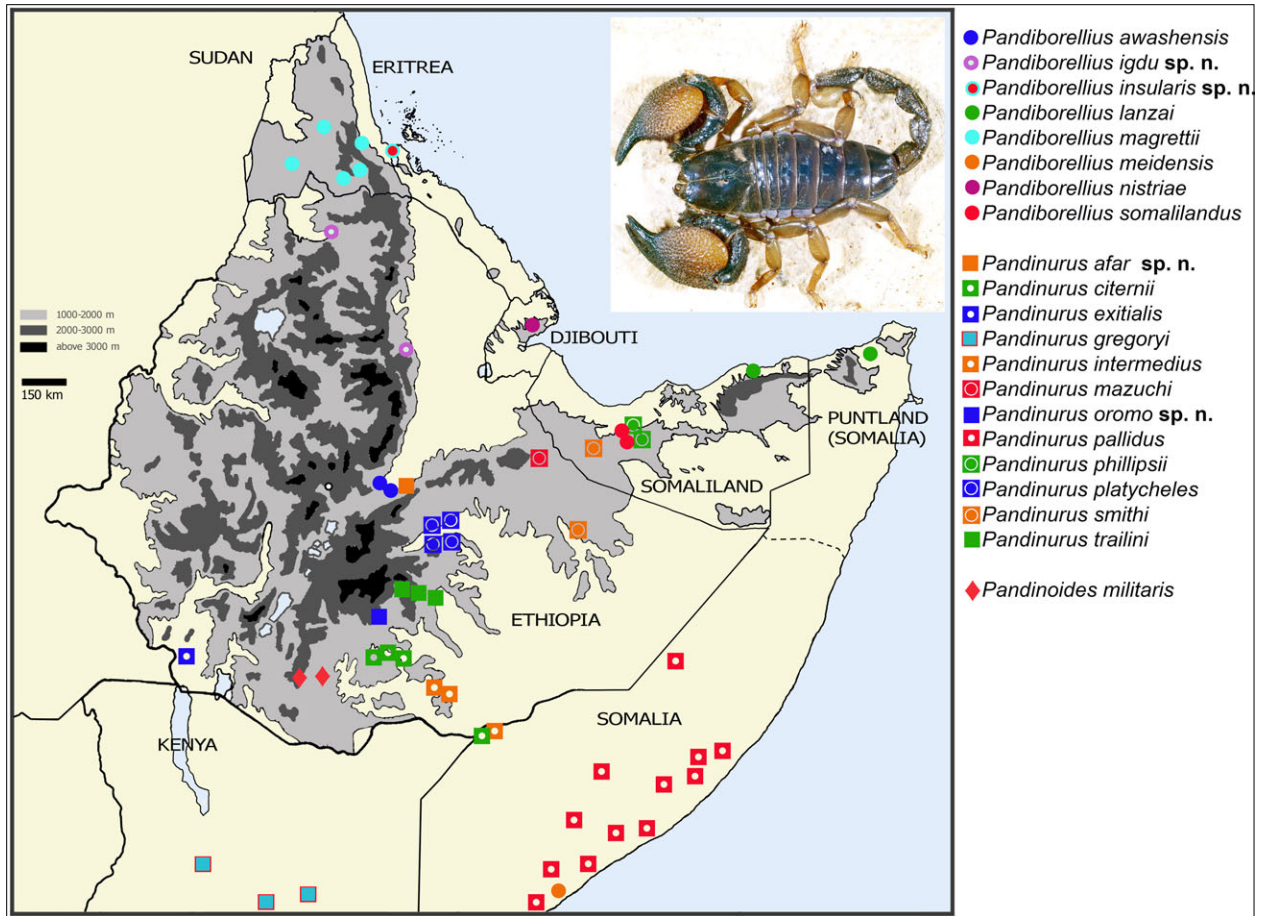 SUDAN
ERITREA
1000-2000 m
2000-3000 m
above 3000 m
150 km
DJIBOUTI
PUNTLAND
(SOMALIA)
SOMALILAND
ETHIOPIA
SOMALIA
KENYA
Pandiborellius awashensis
Pandiborellius igdu sp. n.
Pandiborellius insularis sp. n.
Pandiborellius lanzai
Pandiborellius magrettii
Pandiborellius meidensis
Pandiborellius nistriae
Pandiborellius somalilandus
Pandinurus afar sp. n.
Pandinurus citernii
Pandinurus exitialis
Pandinurus gregoryi
Pandinurus intermedius
Pandinurus mazuchi
Pandinurus oromo sp. n.
Pandinurus pallidus
Pandinurus phillipsii
Pandinurus platycheles
Pandinurus smithi
Pandinurus trailini
Pandinoides militaris